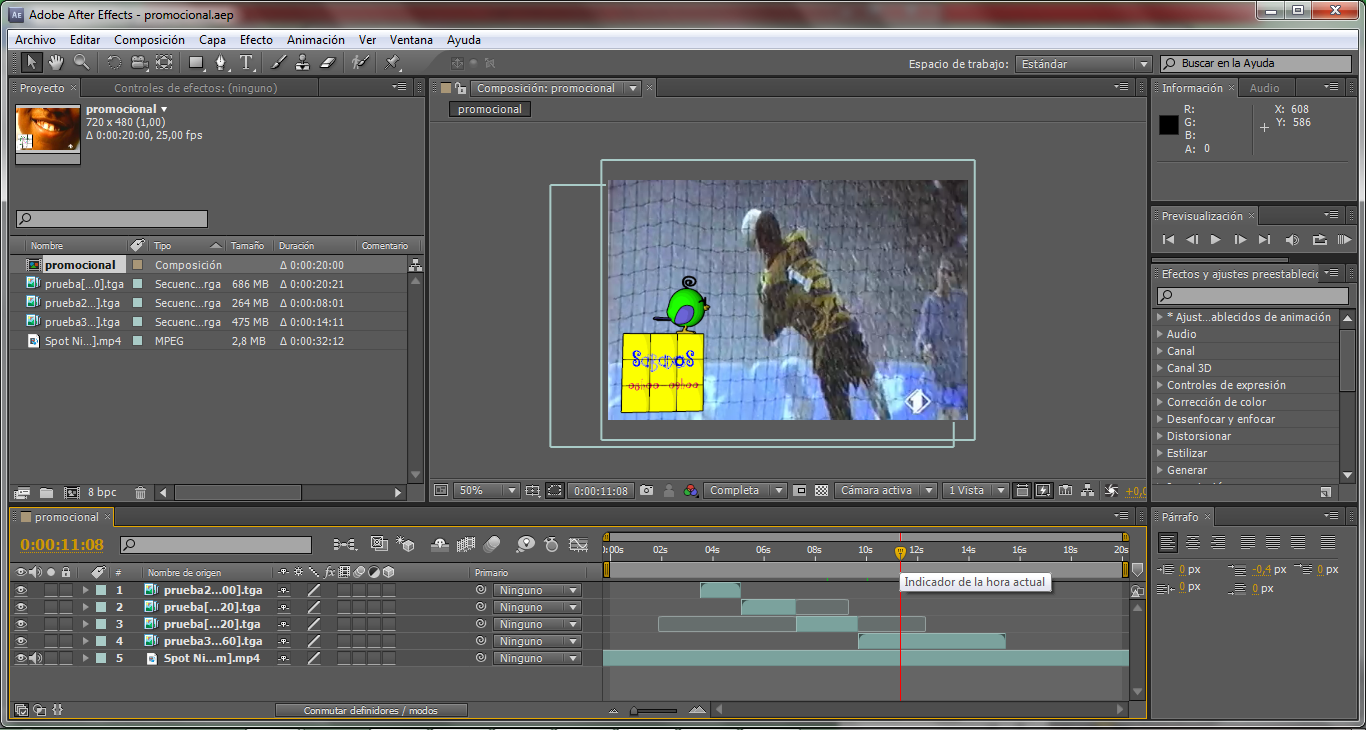 Adobe After Effects - promocional.aep
Archivo Editar Composición Capa Efecto Animación Ver Ventana Ayuda
Espacio de trabajo: Estándar Buscar en la Ayuda
Proyecto Controles de efectos: (ninguno)
promocional
720 x 480 (1,00)
Δ 0:00:20:00, 25,00 fps
Nombre Tipo Tamaño Duración Comentario
promocional Composición Δ 0:00:20:00
prueba[...0].tga Secuenc...rga 686 MB Δ 0:00:20:21
prueba2...].tga Secuenc...rga 264 MB Δ 0:00:08:01
prueba3...].tga Secuenc...rga 475 MB Δ 0:00:14:11
Spot Ni...].mp4 MPEG 2,8 MB Δ 0:00:32:12
8 bpc
Composición: promocional
promocional
50% 0:00:11:08 Completa Cámara activa 1 Vista +0,
Información Audio
R: X: 608
G: Y: 586
B:
A: 0
Previsualización
Efectos y ajustes preestablecic
* Ajust...ablecidos de animación
Audio
Canal
Canal 3D
Controles de expresión
Corrección de color
Desenfocar y enfocar
Distorsionar
Estilizar
Generar
promocional
0:00:11:08
# Nombre de origen fx Primario
1 prueba2...00].tga Ninguno
2 prueba[...20].tga Ninguno
3 prueba[...20].tga Ninguno
4 prueba3...60].tga Ninguno
5 Spot Ni...m].mp4 Ninguno
Conmutar definidores / modos
):00s 02s 04s 06s 08s 10s 12s 14s 16s 18s 20s
Indicador de la hora actual
Párrafo
0 px -0,4 px 0 px
0 px 0 px